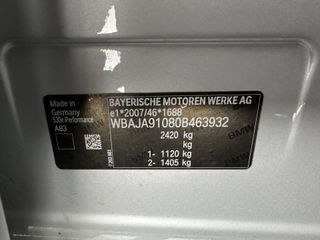 Made in
Germany
530e Performance
A83
BAYERISCHE MOTOREN WERKE AG
e1*2007/46*1688
WBAJA91080B463932
2420 kg
kg
1- 1120 kg
2- 1405 kg
BMW